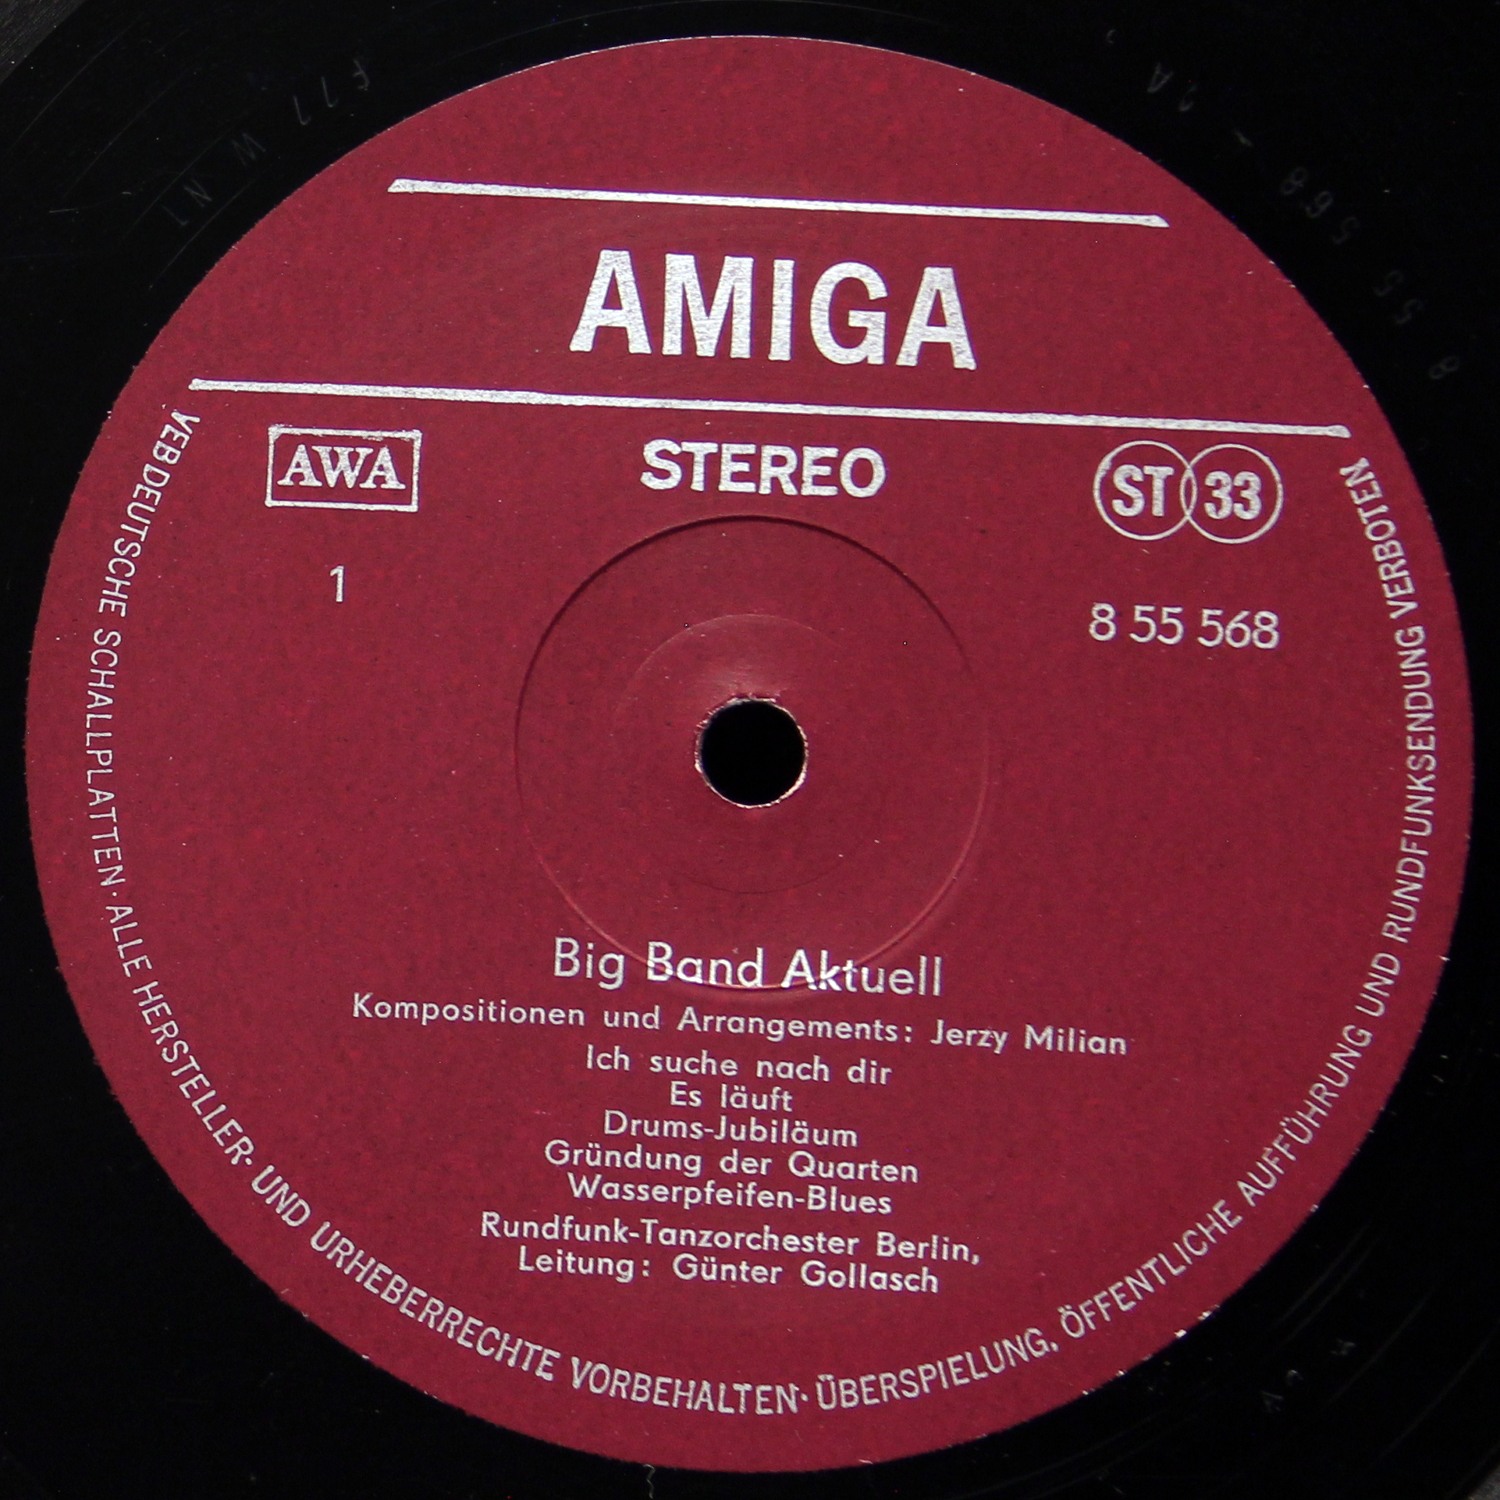 AMIGA
AWA
STEREO
ST 33
1
8 55 568
Big Band Aktuell
Kompositionen und Arrangements: Jerzy Milian
Ich suche nach dir
Es läuft
Drums-Jubiläum
Gründung der Quarten
Wasserpfeifen-Blues
Rundfunk-Tanzorchester Berlin,
Leitung: Günter Gollasch
VEB DEUTSCHE SCHALLPLATTEN · ALLE HERSTELLER- UND URHEBERRECHTE VORBEHALTEN · ÜBERSPIELUNG, ÖFFENTLICHE AUFFÜHRUNG UND RUNDFUNKSENDUNG VERBOTEN